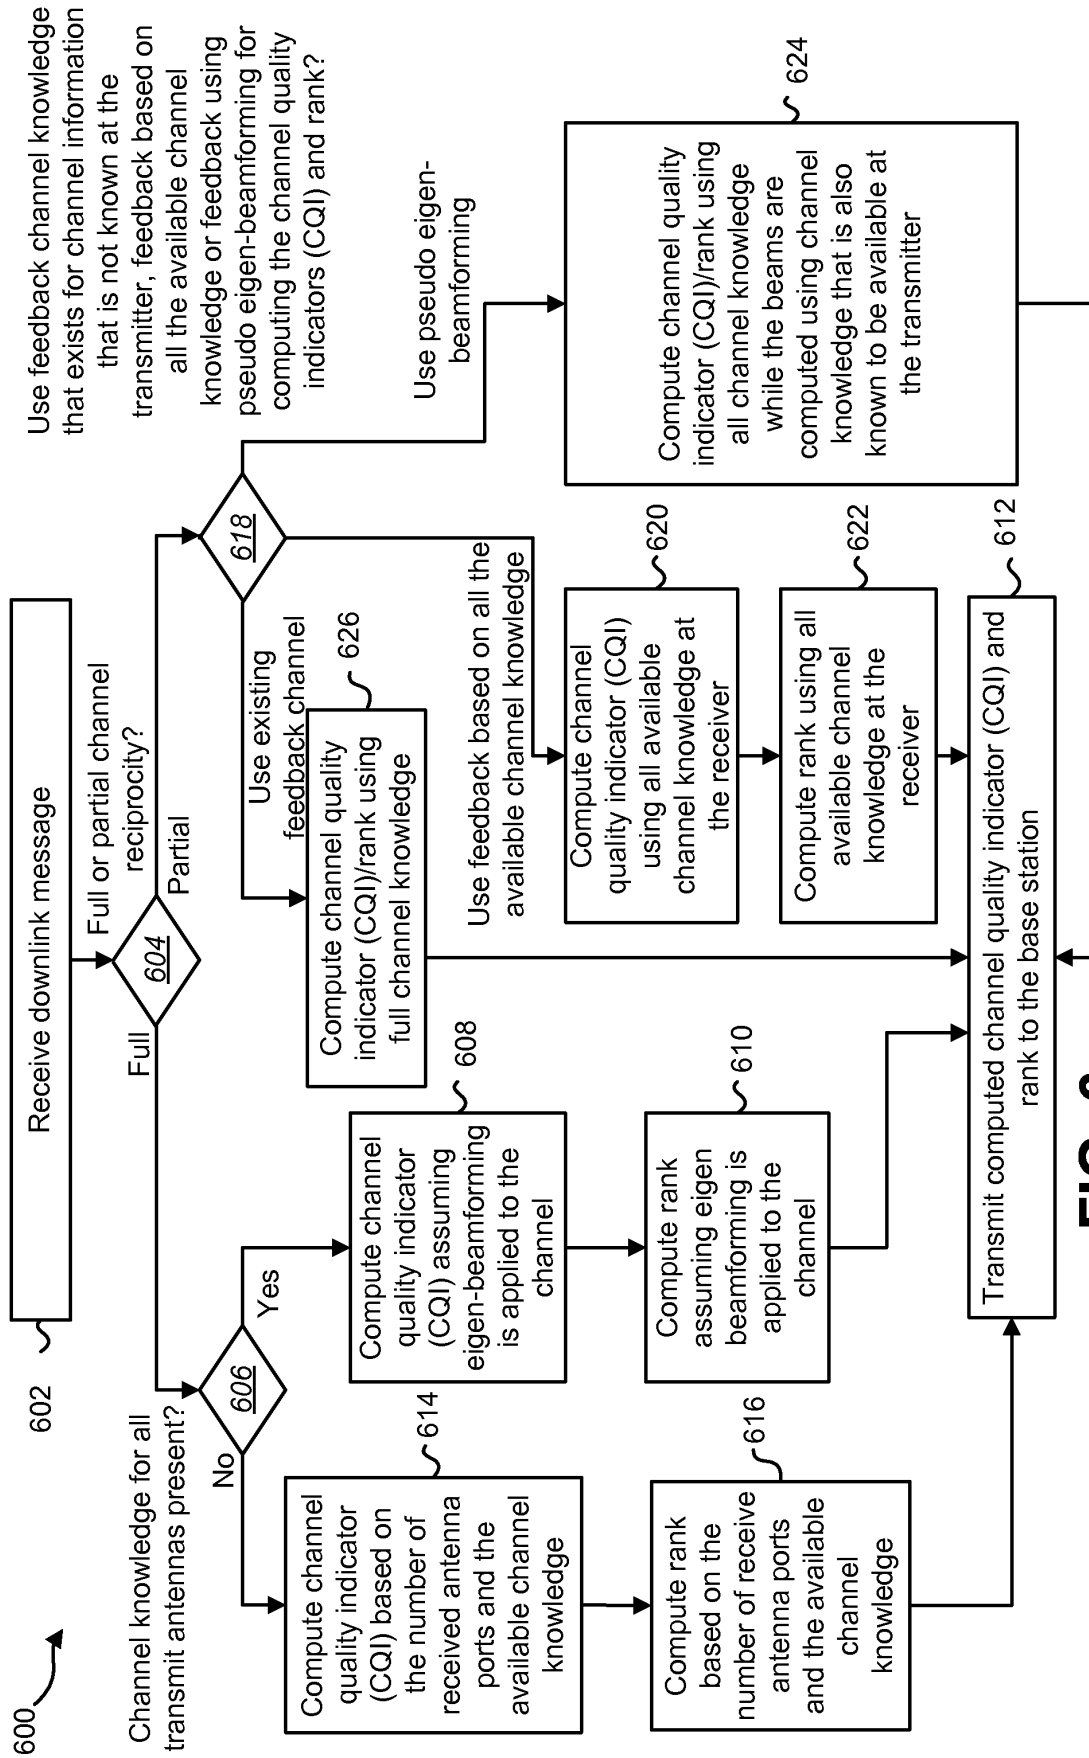 600
602
Receive downlink message
Full or partial channel
reciprocity?
604
Full
Partial
Channel knowledge for all
transmit antennas present?
606
No
Yes
Use feedback channel knowledge
that exists for channel information
that is not known at the
transmitter, feedback based on
all the available channel
knowledge or feedback using
pseudo eigen-beamforming for
computing the channel quality
indicators (CQI) and rank?
618
Use existing
feedback channel
Use pseudo eigen-
beamforming
Use feedback based on all the
available channel knowledge
614
Compute channel
quality indicator
(CQI) based on
the number of
received antenna
ports and the
available channel
knowledge
616
Compute rank
based on the
number of receive
antenna ports
and the available
channel
knowledge
608
Compute channel
quality indicator
(CQI) assuming
eigen-beamforming
is applied to the
channel
610
Compute rank
assuming eigen
beamforming is
applied to the
channel
626
Compute channel quality
indicator (CQI)/rank using
full channel knowledge
620
Compute channel
quality indicator (CQI)
using all available
channel knowledge at
the receiver
622
Compute rank using all
available channel
knowledge at the
receiver
624
Compute channel quality
indicator (CQI)/rank using
all channel knowledge
while the beams are
computed using channel
knowledge that is also
known to be available at
the transmitter
612
Transmit computed channel quality indicator (CQI) and
rank to the base station